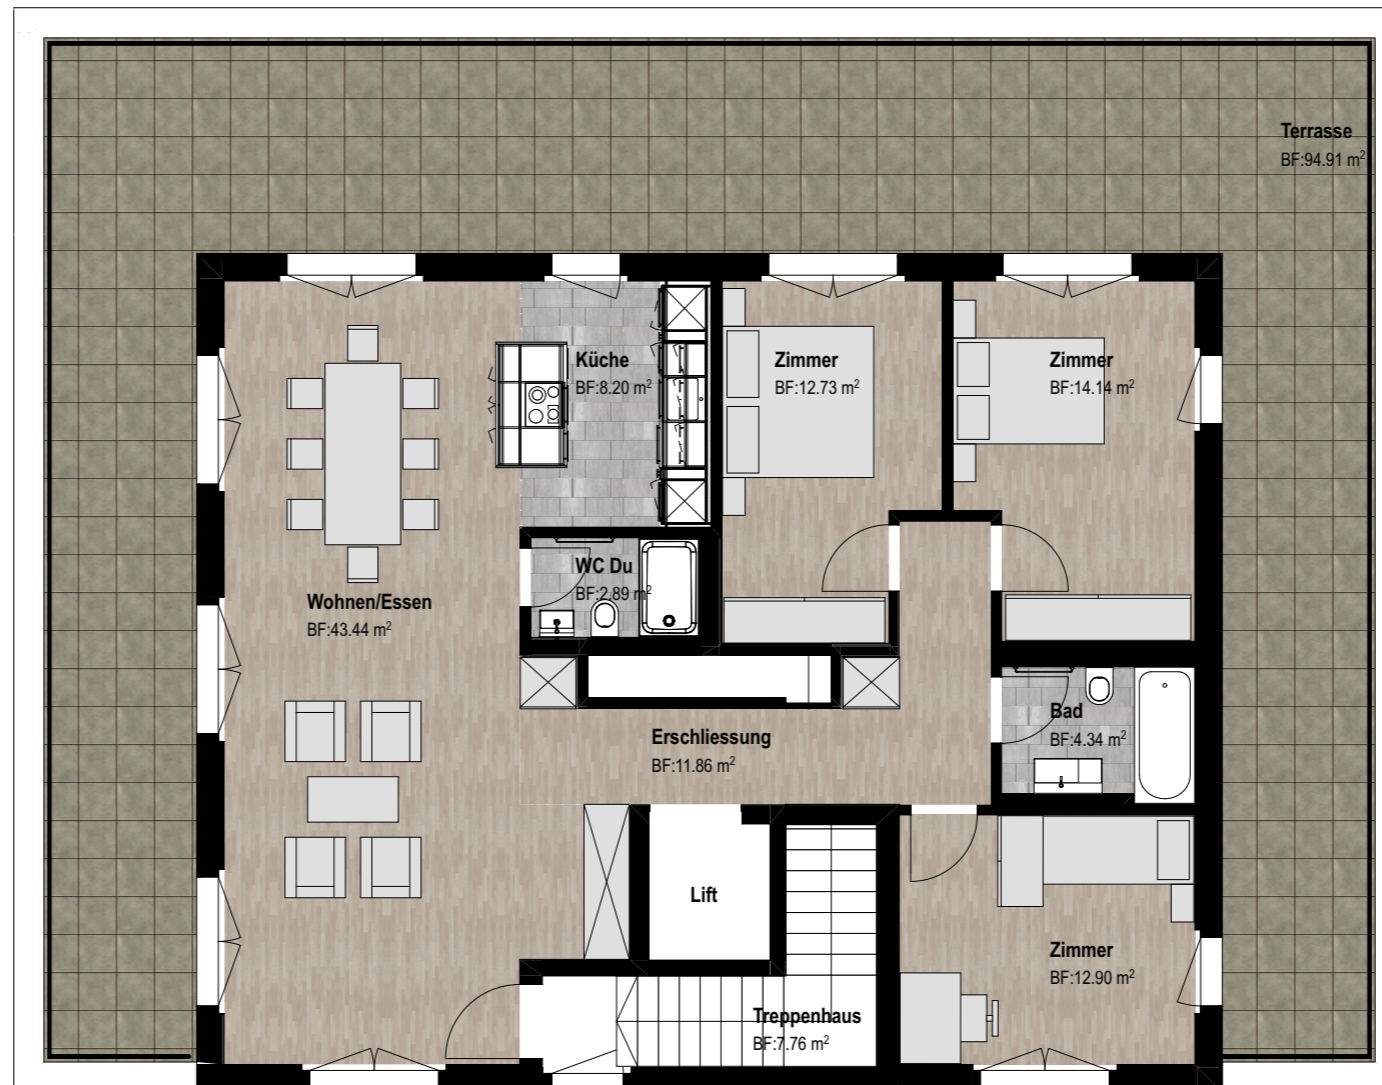 Terrasse
BF:94.91 m²
Küche
BF:8.20 m²
Zimmer
BF:12.73 m²
Zimmer
BF:14.14 m²
WC Du
BF:2.89 m²
Wohnen/Essen
BF:43.44 m²
Erschliessung
BF:11.86 m²
Bad
BF:4.34 m²
Lift
Zimmer
BF:12.90 m²
Treppenhaus
BF:7.76 m²